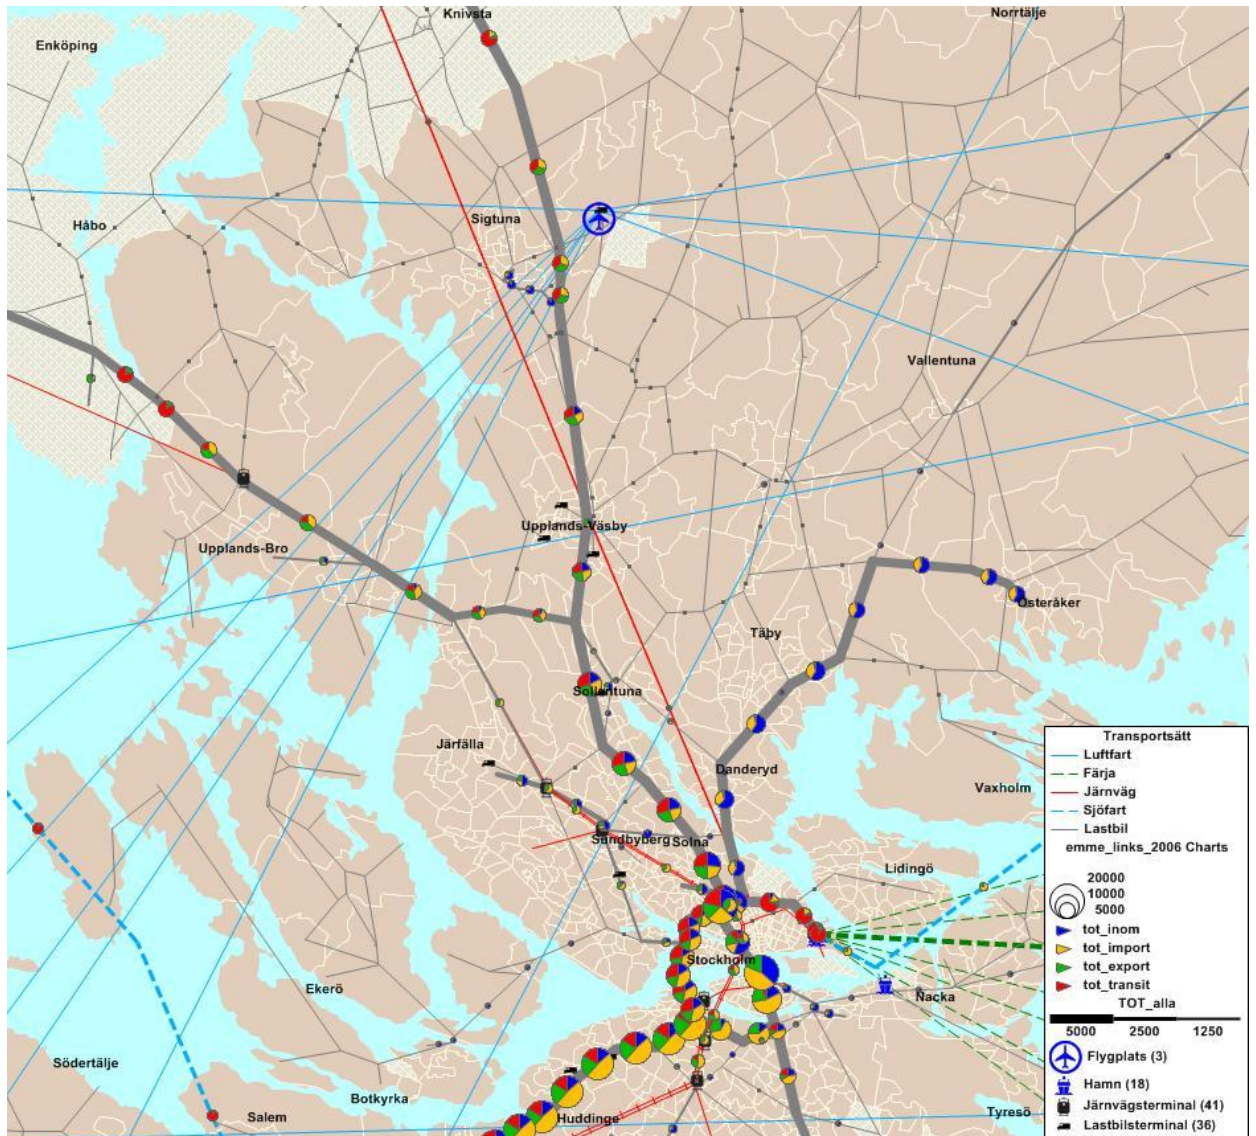 Knivsta
Norrtälje
Enköping
Sigtuna
Håbo
Vallentuna
Upplands-Väsby
Upplands-Bro
Österåker
Täby
Sollentuna
Järfälla
Danderyd
Vaxholm
Sundbyberg
Solna
Lidingö
Stockholm
Ekerö
Nacka
Södertälje
Botkyrka
Salem
Huddinge
Tyresö
Transportsätt
Luftfart
Färja
Järnväg
Sjöfart
Lastbil
emme_links_2006 Charts
20000
10000
5000
tot_inom
tot_import
tot_export
tot_transit
TOT_alla
5000 2500 1250
Flygplats (3)
Hamn (18)
Järnvägsterminal (41)
Lastbilsterminal (36)